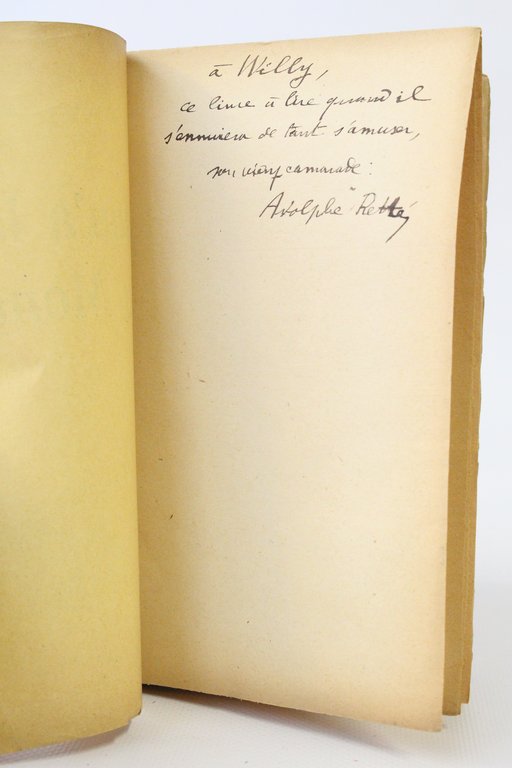 à Willy,
ce livre à lire quand il
s'ennuiera de tant s'amuser,
son vieux camarade :
Adolphe Retté